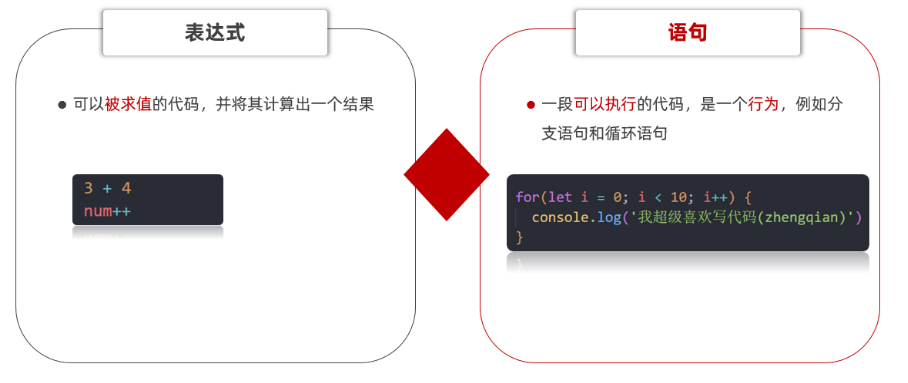 表达式
可以被求值的代码，并将其计算出一个结果
3 + 4
num++
语句
一段可以执行的代码，是一个行为，例如分
支语句和循环语句
for(let i = 0; i < 10; i++) {
  console.log('我超级喜欢写代码(zhengqian)')
}